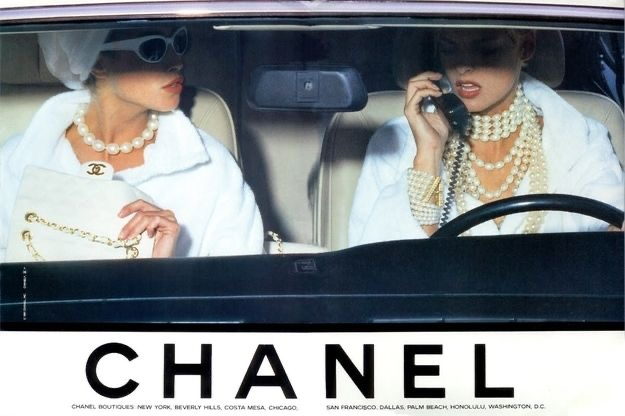 CHANEL
CHANEL BOUTIQUES: NEW YORK, BEVERLY HILLS, COSTA MESA, CHICAGO, SAN FRANCISCO, DALLAS, PALM BEACH, HONOLULU, WASHINGTON, D.C.